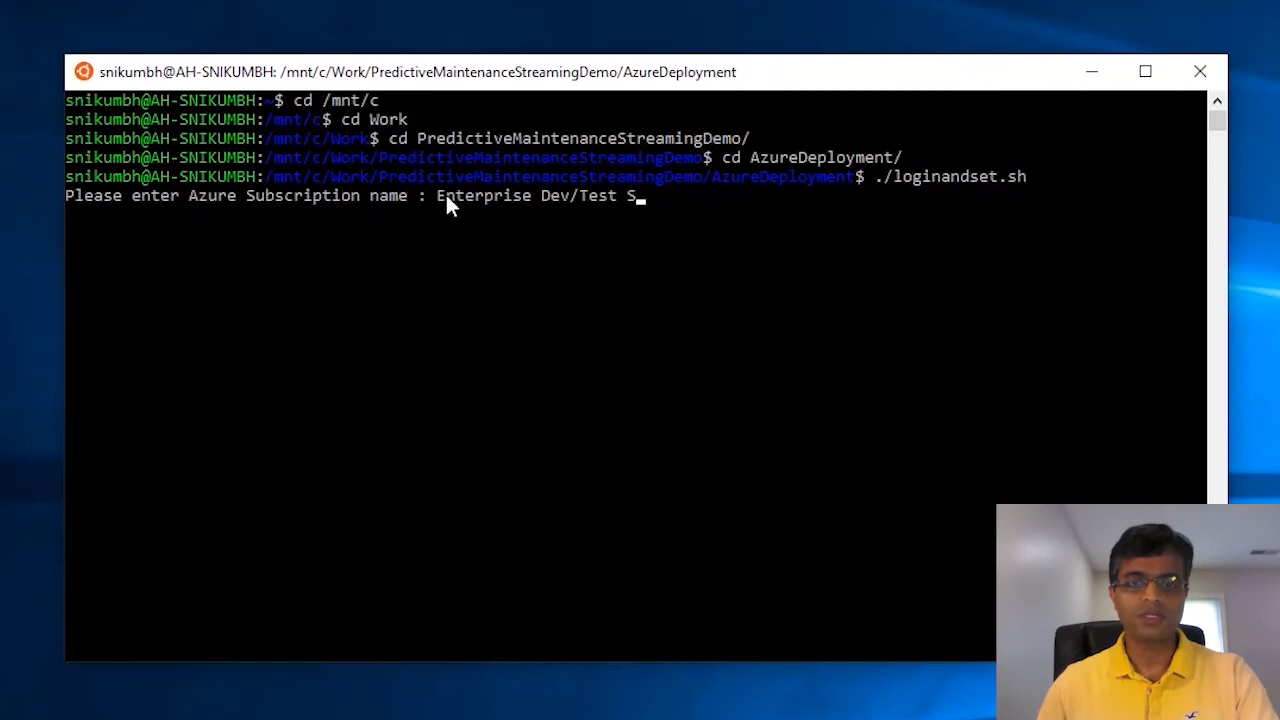 snikumbh@AH-SNIKUMBH: /mnt/c/Work/PredictiveMaintenanceStreamingDemo/AzureDeployment
snikumbh@AH-SNIKUMBH:~$ cd /mnt/c
snikumbh@AH-SNIKUMBH:/mnt/c$ cd Work
snikumbh@AH-SNIKUMBH:/mnt/c/Work$ cd PredictiveMaintenanceStreamingDemo/
snikumbh@AH-SNIKUMBH:/mnt/c/Work/PredictiveMaintenanceStreamingDemo$ cd AzureDeployment/
snikumbh@AH-SNIKUMBH:/mnt/c/Work/PredictiveMaintenanceStreamingDemo/AzureDeployment$ ./loginandset.sh
Please enter Azure Subscription name : Enterprise Dev/Test S